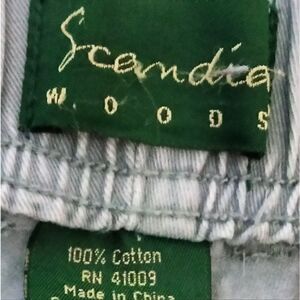 Scandia
WOODS
100% Cotton
RN 41009
Made in China